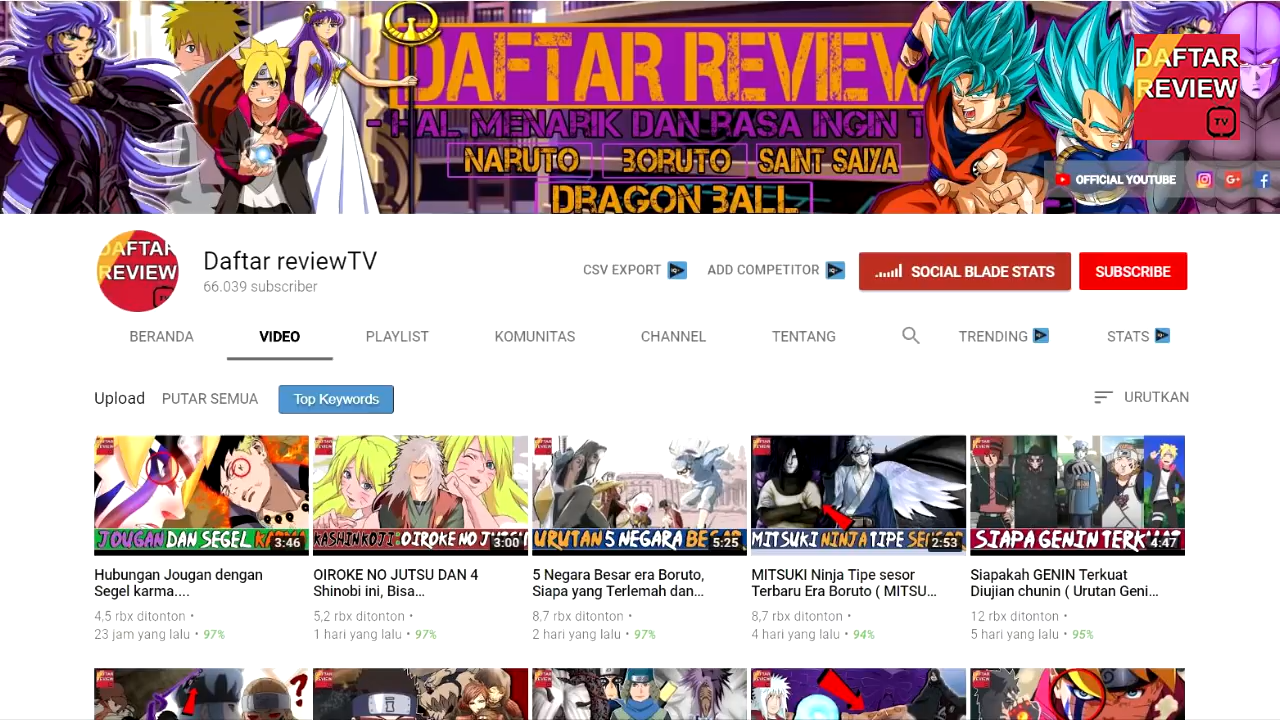 DAFTAR REVIEW
- HAL MENARIK DAN RASA INGIN T
NARUTO BORUTO SAINT SAIYA
DRAGON BALL
DAFTAR
REVIEW
TV
OFFICIAL YOUTUBE
DAFTAR
REVIEW
TV
Daftar reviewTV
66.039 subscriber
CSV EXPORT
ADD COMPETITOR
SOCIAL BLADE STATS
SUBSCRIBE
BERANDA VIDEO PLAYLIST KOMUNITAS CHANNEL TENTANG TRENDING STATS
Upload PUTAR SEMUA Top Keywords URUTKAN
JOUGAN DAN SEGEL 3:46
KASHIN KOJI : OIROKE NO 3:00
URUTAN 5 NEGARA 5:25
MITSUKI NINJA TIPE 2:53
SIAPA GENIN 4:47
Hubungan Jougan dengan
Segel karma....
4,5 rbx ditonton •
23 jam yang lalu • 97%
OIROKE NO JUTSU DAN 4
Shinobi ini, Bisa...
5,2 rbx ditonton •
1 hari yang lalu • 97%
5 Negara Besar era Boruto,
Siapa yang Terlemah dan...
8,7 rbx ditonton •
2 hari yang lalu • 97%
MITSUKI Ninja Tipe sesor
Terbaru Era Boruto ( MITSU...
8,7 rbx ditonton •
4 hari yang lalu • 94%
Siapakah GENIN Terkuat
Diujian chunin ( Urutan Geni...
12 rbx ditonton •
5 hari yang lalu • 95%